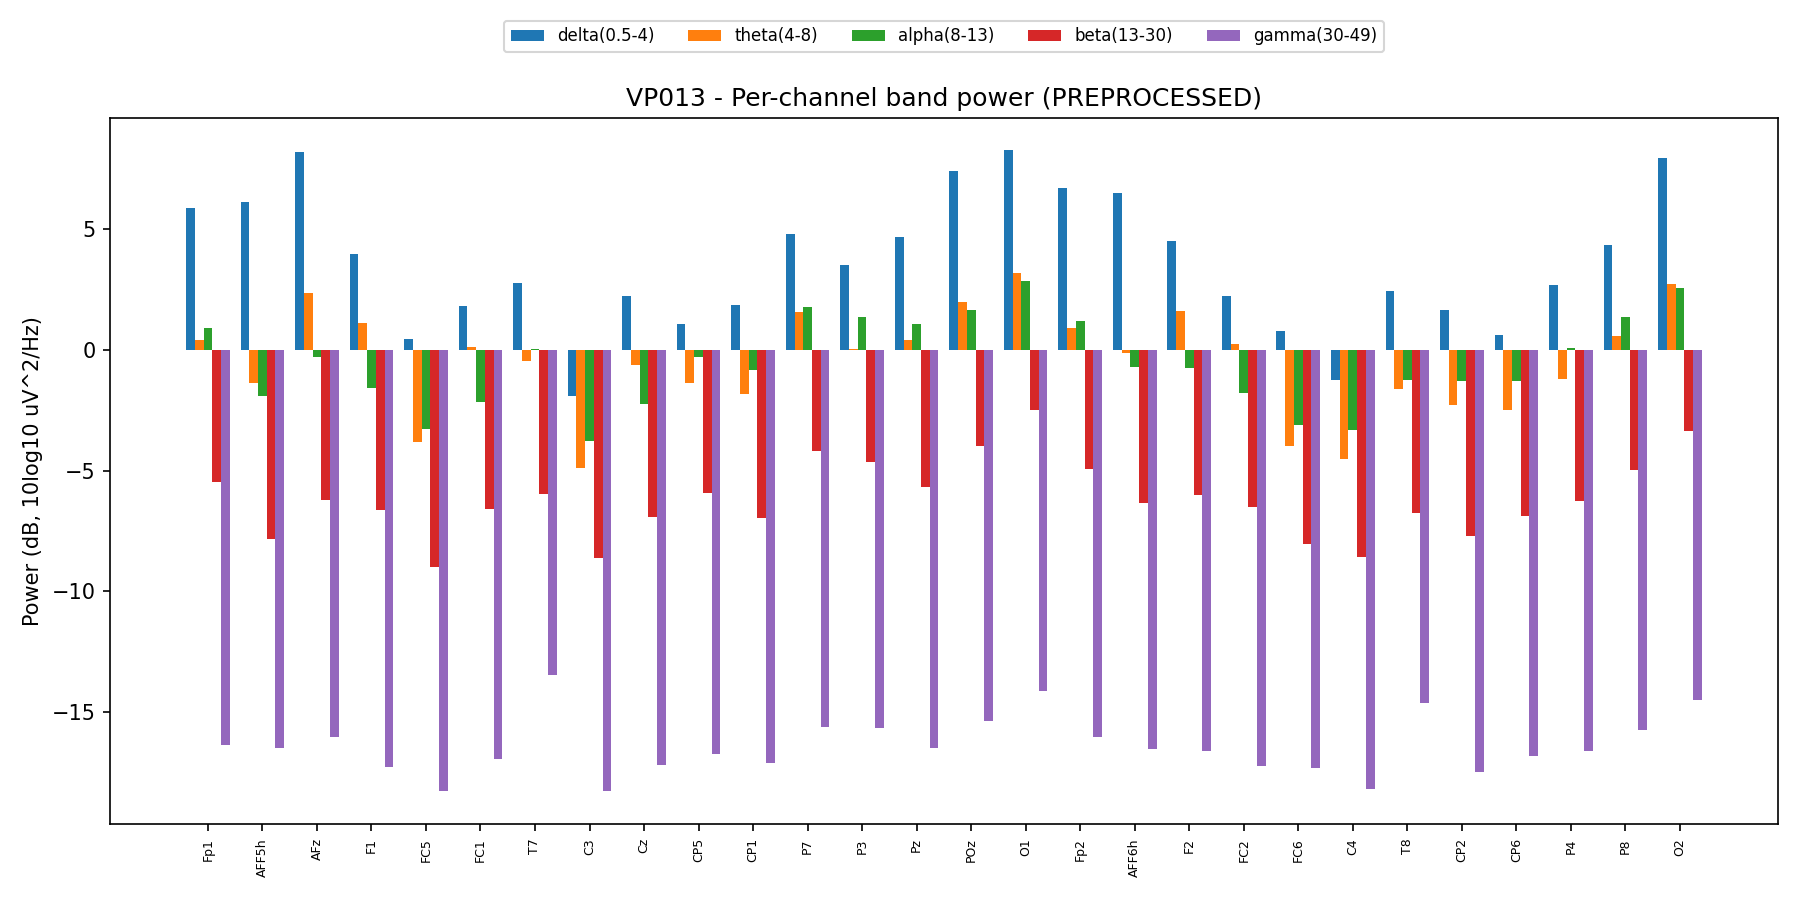 delta(0.5-4) theta(4-8) alpha(8-13) beta(13-30) gamma(30-49)
VP013 - Per-channel band power (PREPROCESSED)
Power (dB, 10log10 uV^2/Hz)
5
0
−5
−10
−15
Fp1 AFF5h AFz F1 FC5 FC1 T7 C3 Cz CP5 CP1 P7 P3 Pz POz O1 Fp2 AFF6h F2 FC2 FC6 C4 T8 CP2 CP6 P4 P8 O2